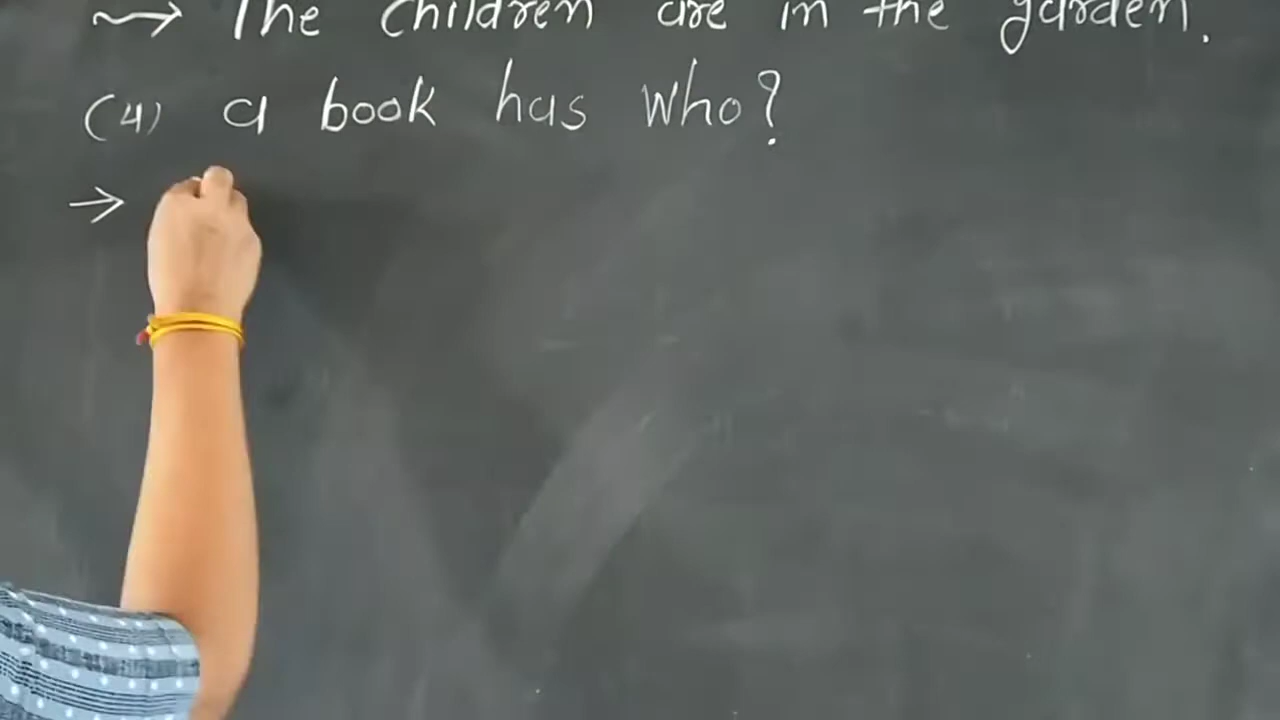 → The children are in the garden.
(4) a book has who?
→